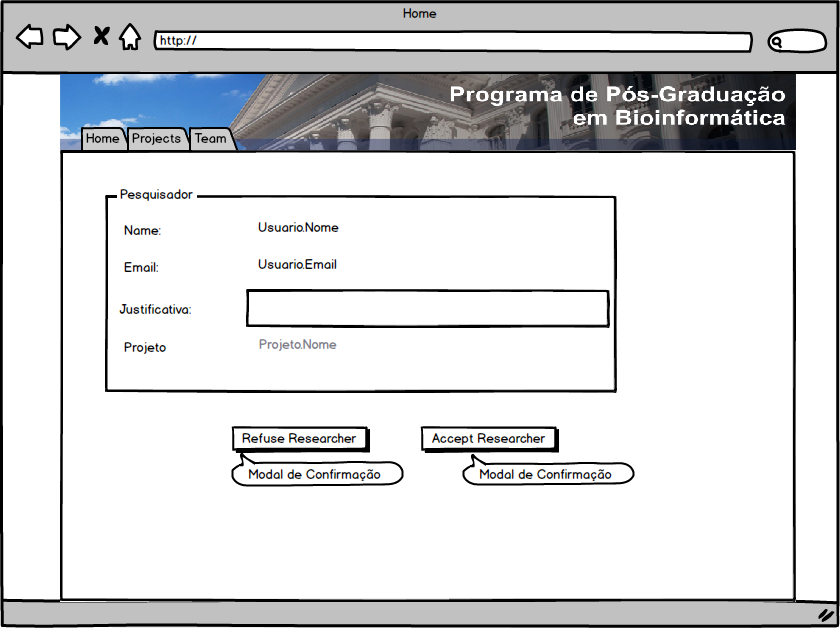 Home
http://
Programa de Pós-Graduação
em Bioinformática
Home Projects Team
Pesquisador
Name: Usuario.Nome
Email: Usuario.Email
Justificativa:
Projeto Projeto.Nome
Refuse Researcher Accept Researcher
Modal de Confirmação Modal de Confirmação